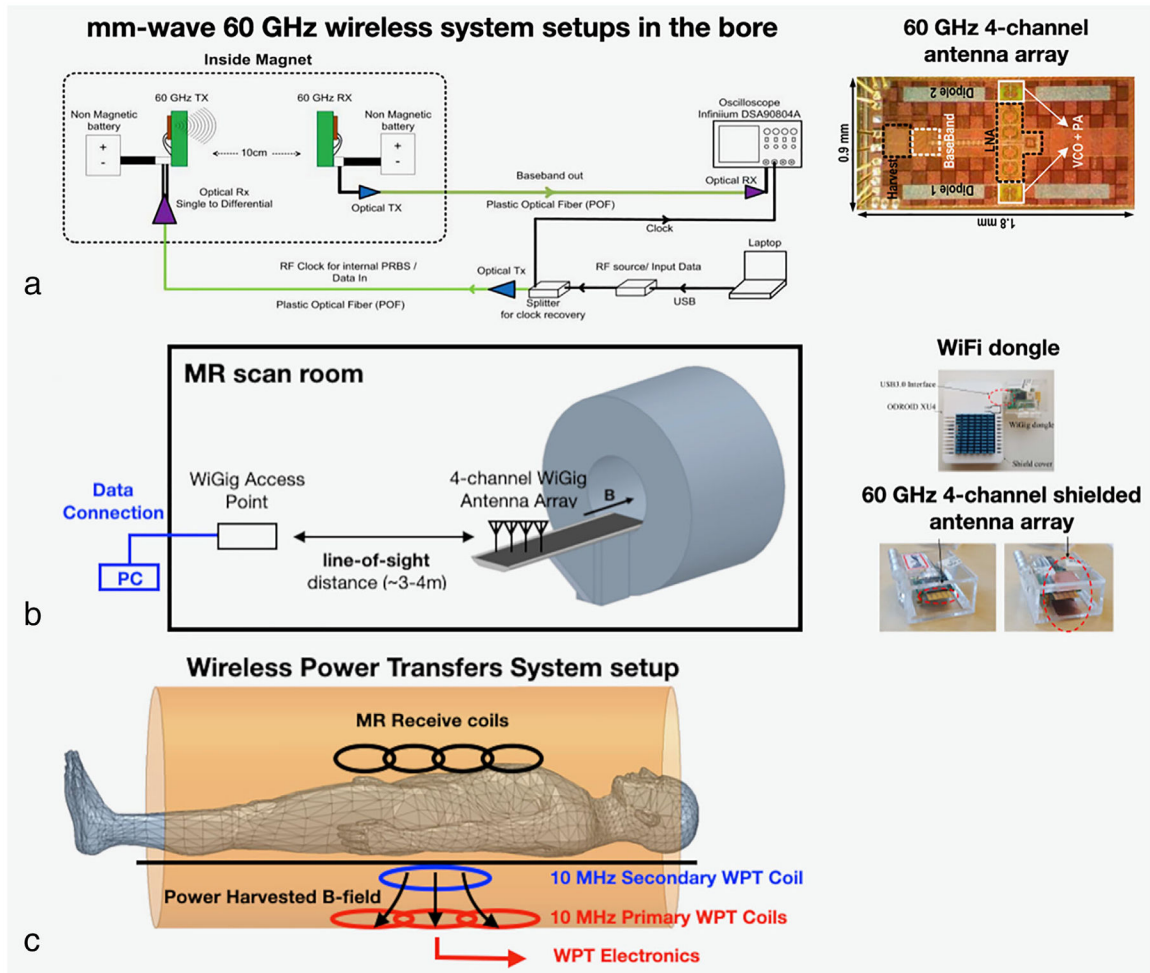 mm-wave 60 GHz wireless system setups in the bore
Inside Magnet
60 GHz TX
60 GHz RX
Non Magnetic
battery
Non Magnetic
battery
+
-
+
-
10cm
Optical Rx
Single to Differential
Optical TX
Baseband out
Plastic Optical Fiber (POF)
Optical RX
Oscilloscope
Infiniium DSA90804A
Clock
Laptop
RF Clock for internal PRBS /
Data In
Plastic Optical Fiber (POF)
Optical Tx
Splitter
for clock recovery
RF source/ Input Data
USB
a
60 GHz 4-channel
antenna array
0.9 mm
1.8 mm
Dipole 2
Dipole 1
Harvest
BaseBand
LNA
VCO + PA
MR scan room
Data
Connection
PC
WiGig Access
Point
line-of-sight
distance (~3-4m)
4-channel WiGig
Antenna Array
B
b
WiFi dongle
USB3.0 Interface
ODROID XU4
WiGig dongle
Shield cover
60 GHz 4-channel shielded
antenna array
Wireless Power Transfers System setup
MR Receive coils
Power Harvested B-field
10 MHz Secondary WPT Coil
10 MHz Primary WPT Coils
WPT Electronics
c